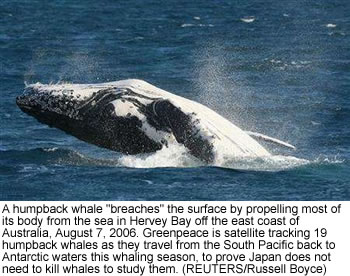 A humpback whale "breaches" the surface by propelling most of
its body from the sea in Hervey Bay off the east coast of
Australia, August 7, 2006. Greenpeace is satellite tracking 19
humpback whales as they travel from the South Pacific back to
Antarctic waters this whaling season, to prove Japan does not
need to kill whales to study them. (REUTERS/Russell Boyce)